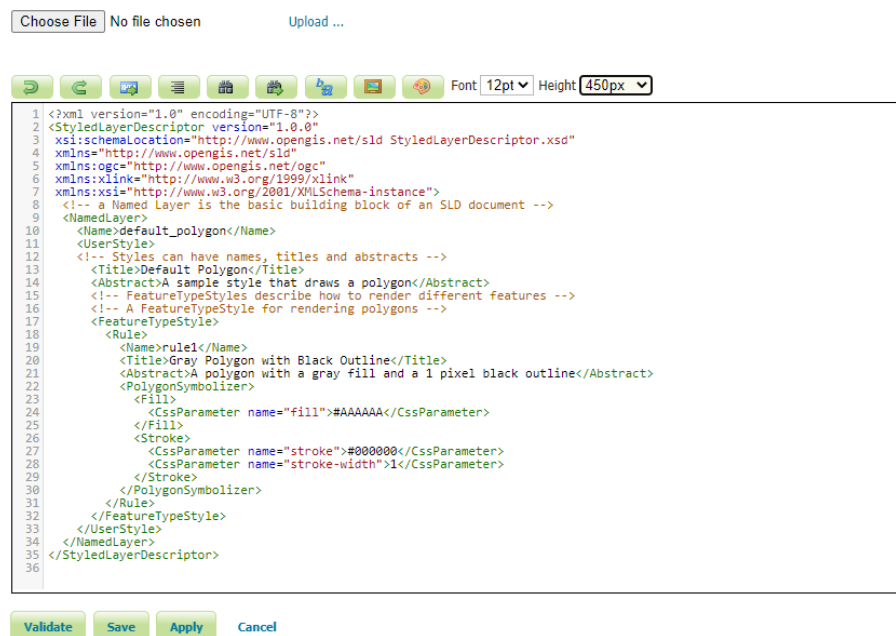 Choose File No file chosen Upload ...
Font 12pt Height 450px
1 <?xml version="1.0" encoding="UTF-8"?>
2 <StyledLayerDescriptor version="1.0.0"
3  xsi:schemaLocation="http://www.opengis.net/sld StyledLayerDescriptor.xsd"
4  xmlns="http://www.opengis.net/sld"
5  xmlns:ogc="http://www.opengis.net/ogc"
6  xmlns:xlink="http://www.w3.org/1999/xlink"
7  xmlns:xsi="http://www.w3.org/2001/XMLSchema-instance">
8   <!-- a Named Layer is the basic building block of an SLD document -->
9   <NamedLayer>
10     <Name>default_polygon</Name>
11     <UserStyle>
12     <!-- Styles can have names, titles and abstracts -->
13       <Title>Default Polygon</Title>
14       <Abstract>A sample style that draws a polygon</Abstract>
15       <!-- FeatureTypeStyles describe how to render different features -->
16       <!-- A FeatureTypeStyle for rendering polygons -->
17       <FeatureTypeStyle>
18         <Rule>
19           <Name>rule1</Name>
20           <Title>Gray Polygon with Black Outline</Title>
21           <Abstract>A polygon with a gray fill and a 1 pixel black outline</Abstract>
22           <PolygonSymbolizer>
23             <Fill>
24               <CssParameter name="fill">#AAAAAA</CssParameter>
25             </Fill>
26             <Stroke>
27               <CssParameter name="stroke">#000000</CssParameter>
28               <CssParameter name="stroke-width">1</CssParameter>
29             </Stroke>
30           </PolygonSymbolizer>
31         </Rule>
32       </FeatureTypeStyle>
33     </UserStyle>
34   </NamedLayer>
35 </StyledLayerDescriptor>
36
Validate Save Apply Cancel